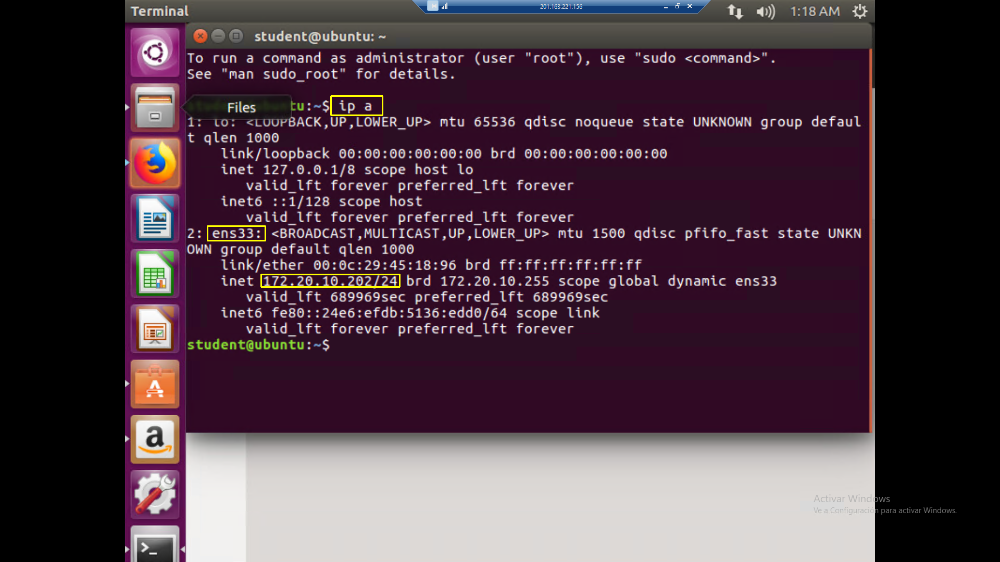 201.163.221.156
Terminal
1:18 AM
student@ubuntu: ~
To run a command as administrator (user "root"), use "sudo <command>".
See "man sudo_root" for details.
Files
tu:~$ ip a
1: lo: <LOOPBACK,UP,LOWER_UP> mtu 65536 qdisc noqueue state UNKNOWN group defaul
t qlen 1000
link/loopback 00:00:00:00:00:00 brd 00:00:00:00:00:00
inet 127.0.0.1/8 scope host lo
valid_lft forever preferred_lft forever
inet6 ::1/128 scope host
valid_lft forever preferred_lft forever
2: ens33: <BROADCAST,MULTICAST,UP,LOWER_UP> mtu 1500 qdisc pfifo_fast state UNKN
OWN group default qlen 1000
link/ether 00:0c:29:45:18:96 brd ff:ff:ff:ff:ff:ff
inet 172.20.10.202/24 brd 172.20.10.255 scope global dynamic ens33
valid_lft 689969sec preferred_lft 689969sec
inet6 fe80::24e6:efdb:5136:edd0/64 scope link
valid_lft forever preferred_lft forever
student@ubuntu:~$
Activar Windows
Ve a Configuración para activar Windows.